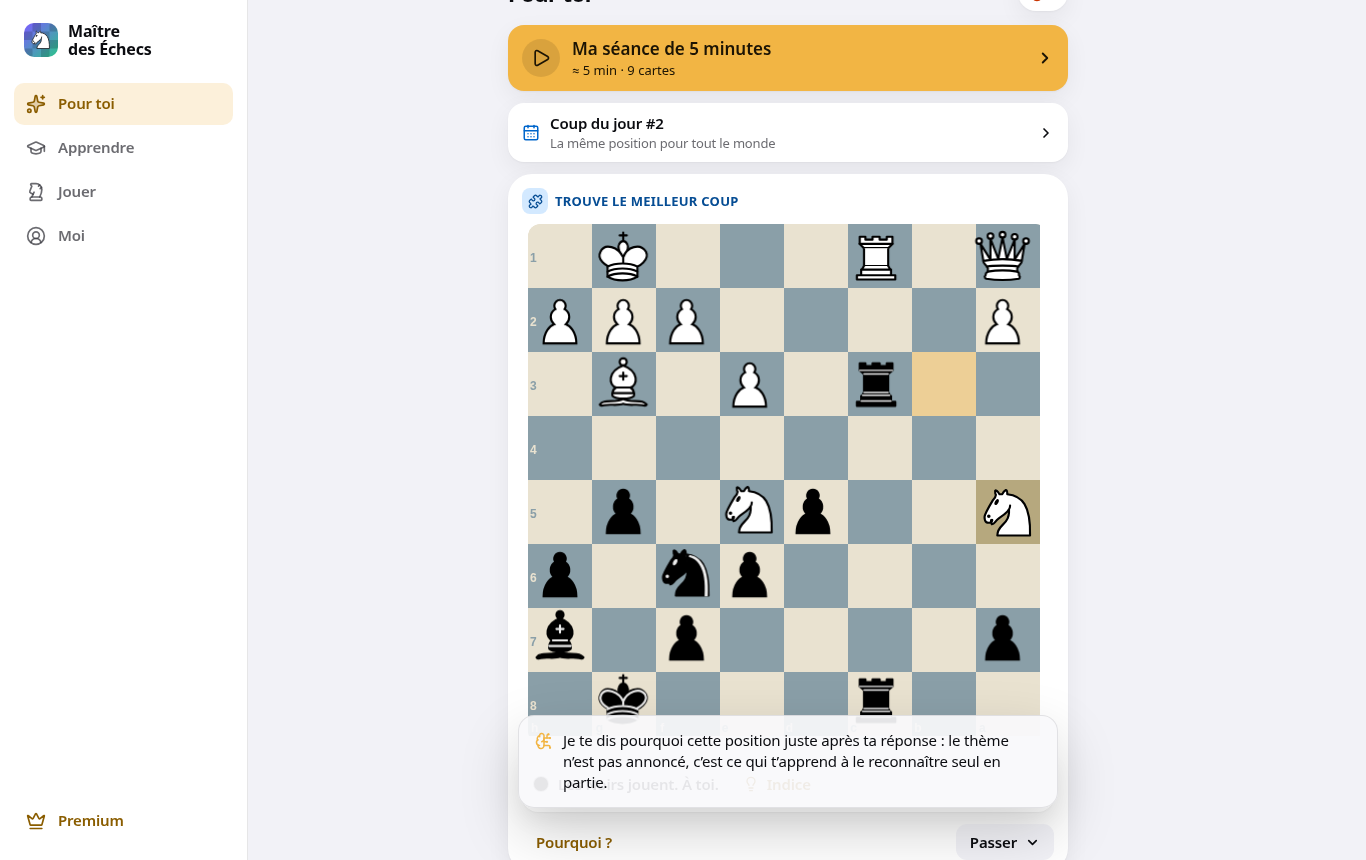 Maître
des Échecs
Pour toi
Apprendre
Jouer
Moi
Premium
Pour toi
Ma séance de 5 minutes
≈ 5 min · 9 cartes
Coup du jour #2
La même position pour tout le monde
TROUVE LE MEILLEUR COUP
1
2
3
4
5
6
7
8
Je te dis pourquoi cette position juste après ta réponse : le thème
n’est pas annoncé, c’est ce qui t’apprend à le reconnaître seul en
partie.
jouent. À toi.
Indice
Pourquoi ?
Passer